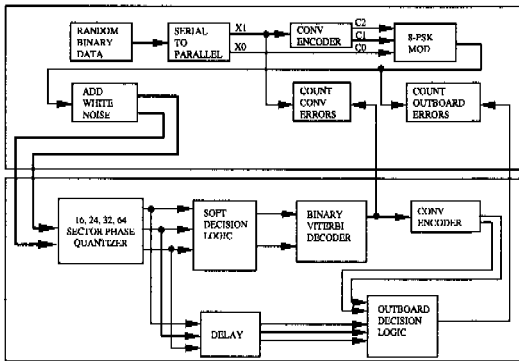 RANDOM
BINARY
DATA
SERIAL
TO
PARALLEL
X1
X0
CONV ENCODER
C2
C1
C0
8-PSK
MOD
ADD
WHITE
NOISE
COUNT
CONV
ERRORS
COUNT
OUTBOARD
ERRORS
16, 24, 32, 64
SECTOR PHASE
QUANTIZER
SOFT
DECISION
LOGIC
BINARY
VITERBI
DECODER
CONV
ENCODER
DELAY
OUTBOARD
DECISION
LOGIC